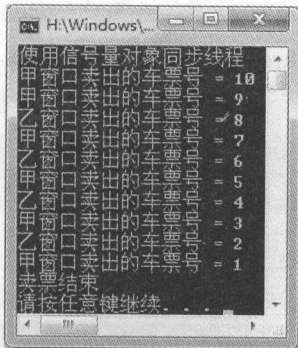 H:\Windows\...
使用信号量对象同步线程
甲窗口卖出的车票号 = 10
甲窗口卖出的车票号 = 9
乙窗口卖出的车票号 = 8
甲窗口卖出的车票号 = 7
乙窗口卖出的车票号 = 6
甲窗口卖出的车票号 = 5
乙窗口卖出的车票号 = 4
甲窗口卖出的车票号 = 3
乙窗口卖出的车票号 = 2
甲窗口卖出的车票号 = 1
卖票结束
请按任意键继续. . .